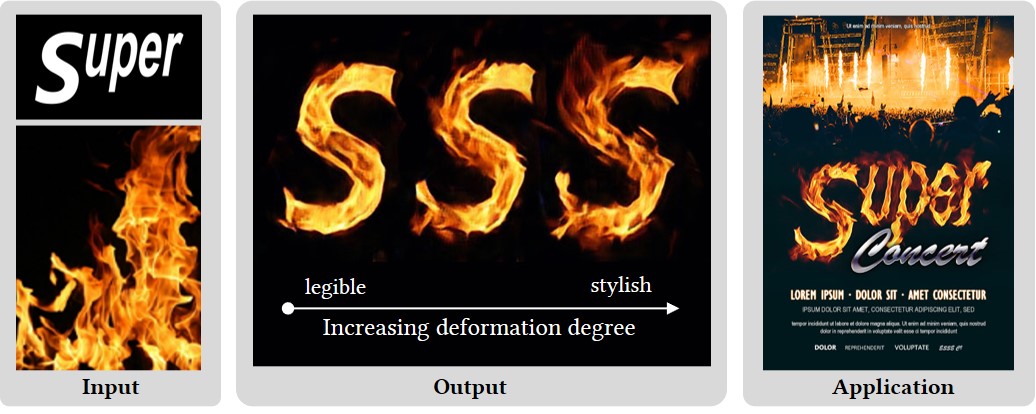 Super
Input
S S S
legible
stylish
Increasing deformation degree
Output
Ut enim ad minim veniam, quis nostrud
Super
Concert
LOREM IPSUM · DOLOR SIT · AMET CONSECTETUR
IPSUM DOLOR SIT AMET, CONSECTETUR ADIPISCING ELIT, SED
tempor incididunt ut labore et dolore magna aliqua. Ut enim ad minim veniam, quis nostrud
dolor in reprehenderit in voluptate velit esse ci tempor incididunt
DOLOR REPREHENDERIT VOLUPTATE
Application